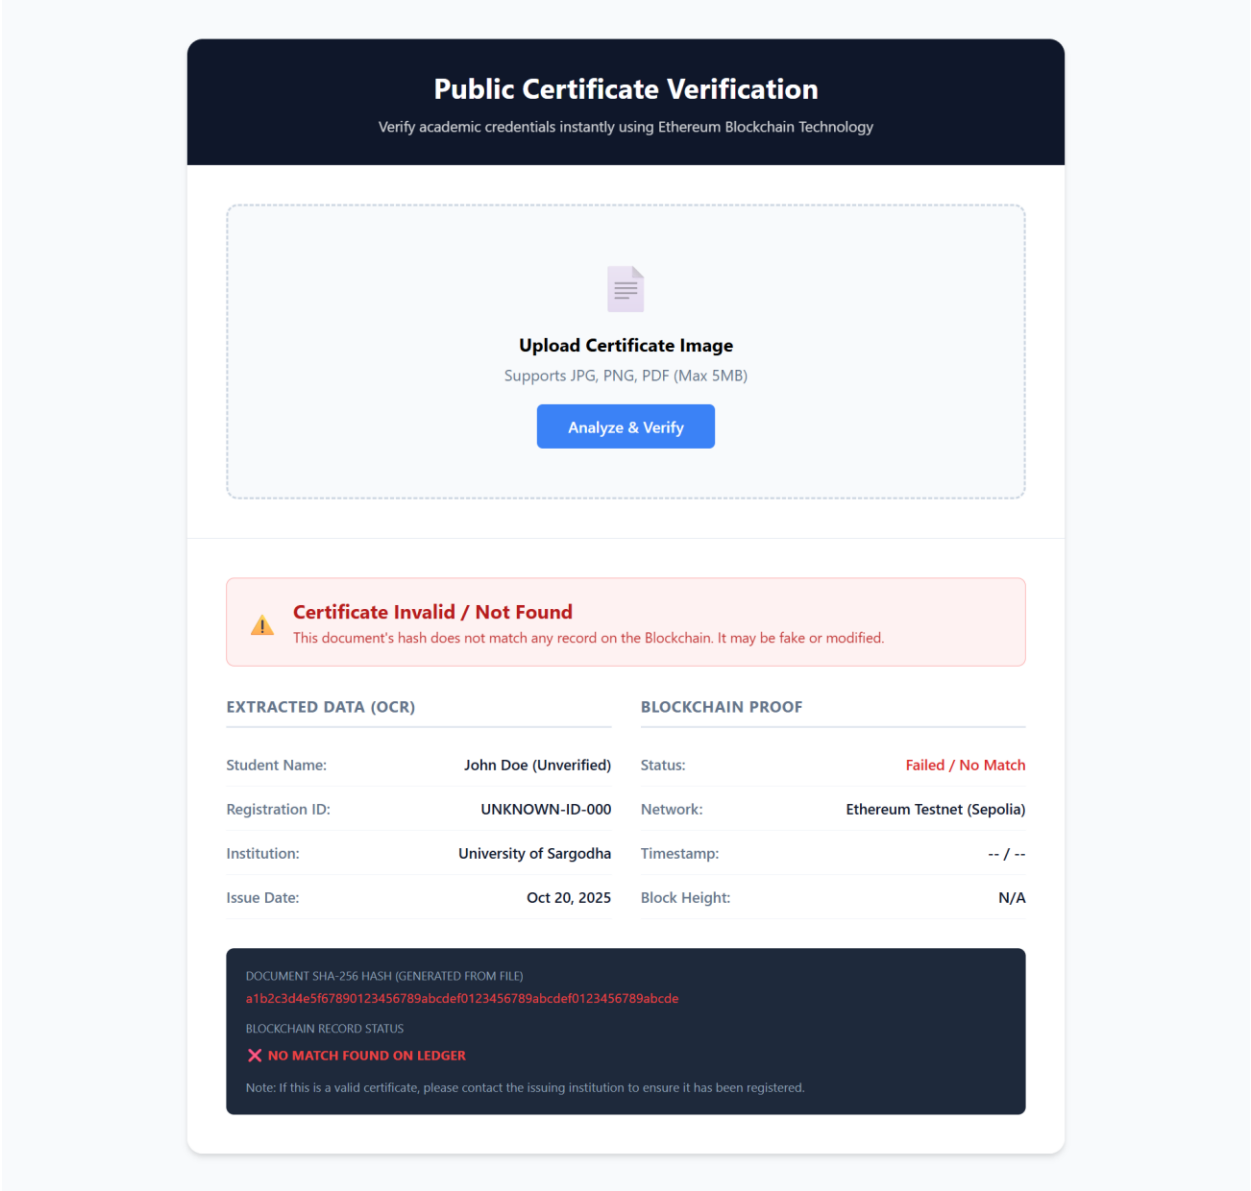 Public Certificate Verification
Verify academic credentials instantly using Ethereum Blockchain Technology
Upload Certificate Image
Supports JPG, PNG, PDF (Max 5MB)
Analyze & Verify
Certificate Invalid / Not Found
This document's hash does not match any record on the Blockchain. It may be fake or modified.
EXTRACTED DATA (OCR)
Student Name: John Doe (Unverified)
Registration ID: UNKNOWN-ID-000
Institution: University of Sargodha
Issue Date: Oct 20, 2025
BLOCKCHAIN PROOF
Status: Failed / No Match
Network: Ethereum Testnet (Sepolia)
Timestamp: -- / --
Block Height: N/A
DOCUMENT SHA-256 HASH (GENERATED FROM FILE)
a1b2c3d4e5f67890123456789abcdef0123456789abcdef0123456789abcde
BLOCKCHAIN RECORD STATUS
❌ NO MATCH FOUND ON LEDGER
Note: If this is a valid certificate, please contact the issuing institution to ensure it has been registered.